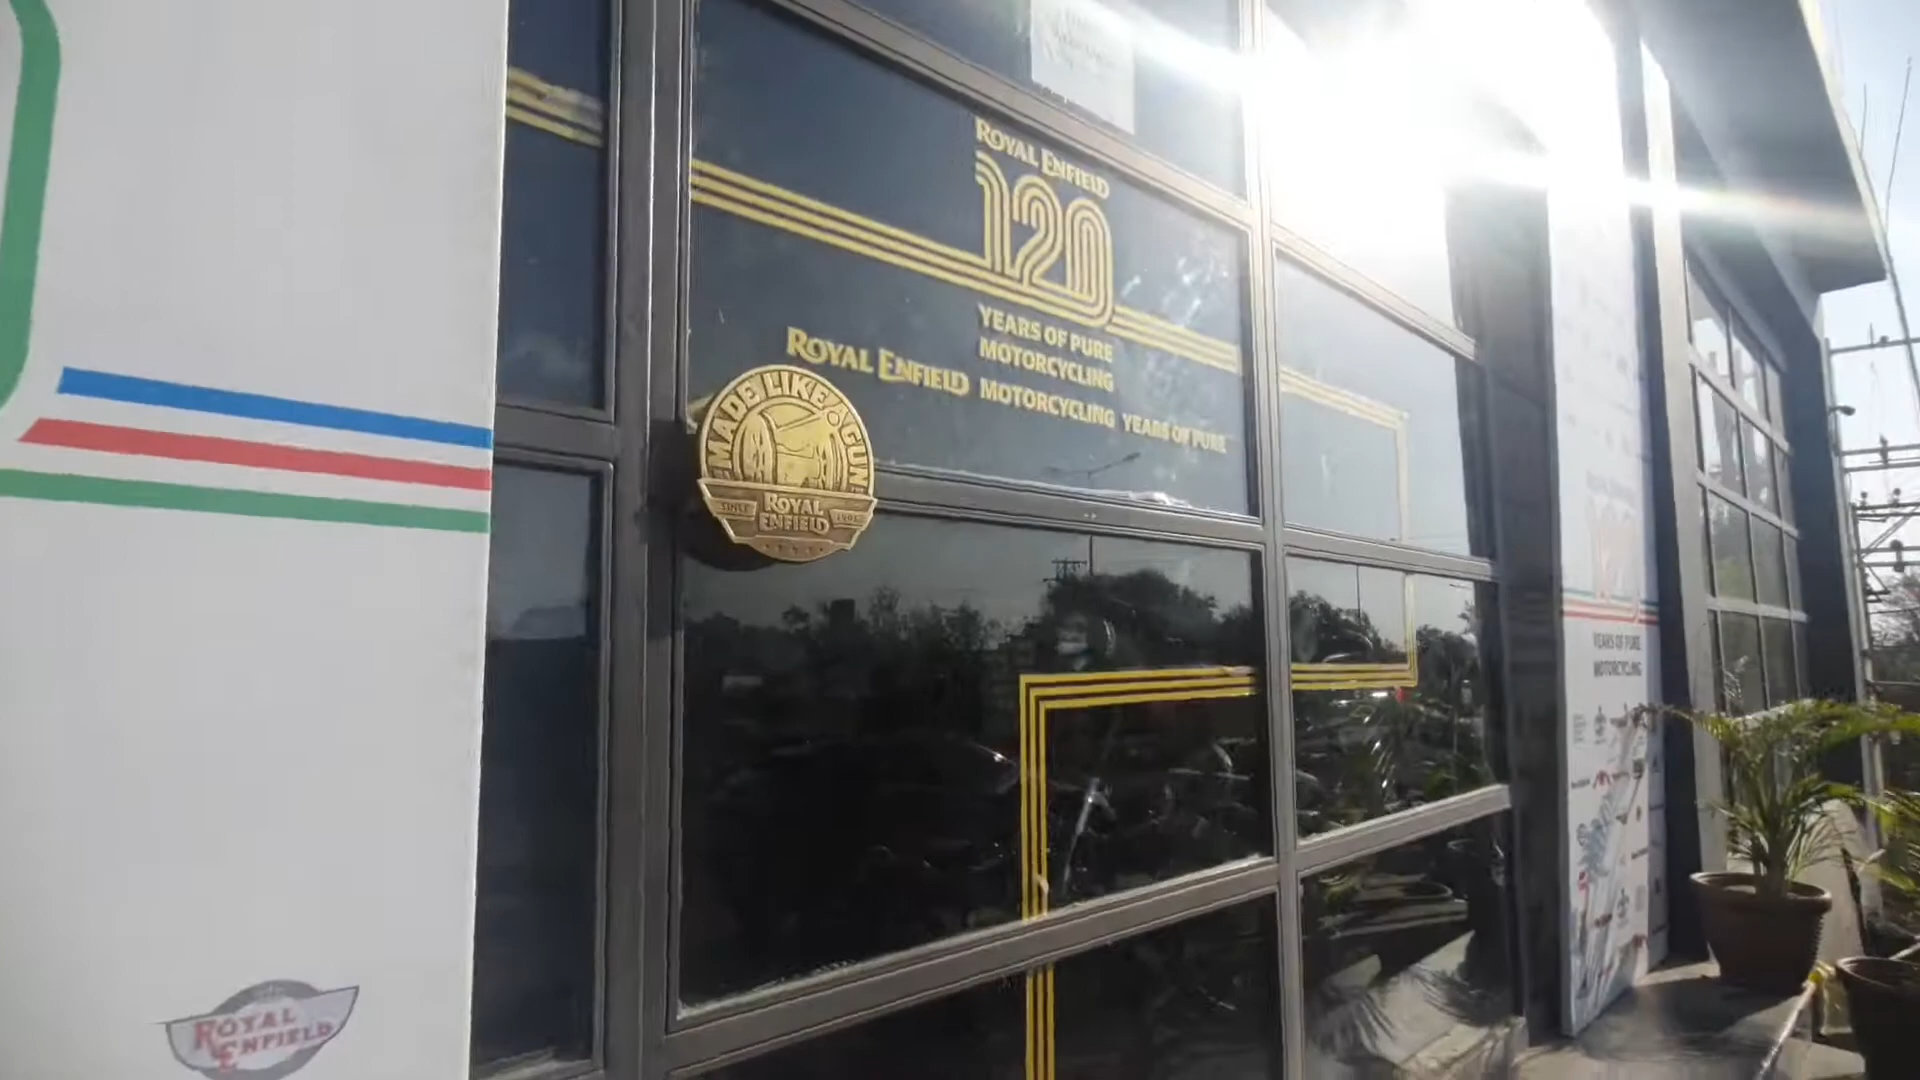 ROYAL ENFIELD
120
YEARS OF PURE
MOTORCYCLING
ROYAL ENFIELD MOTORCYCLING YEARS OF PURE
MADE LIKE A GUN
SINCE 1901
ROYAL
ENFIELD
YEARS OF PURE
MOTORCYCLING
ROYAL
ENFIELD